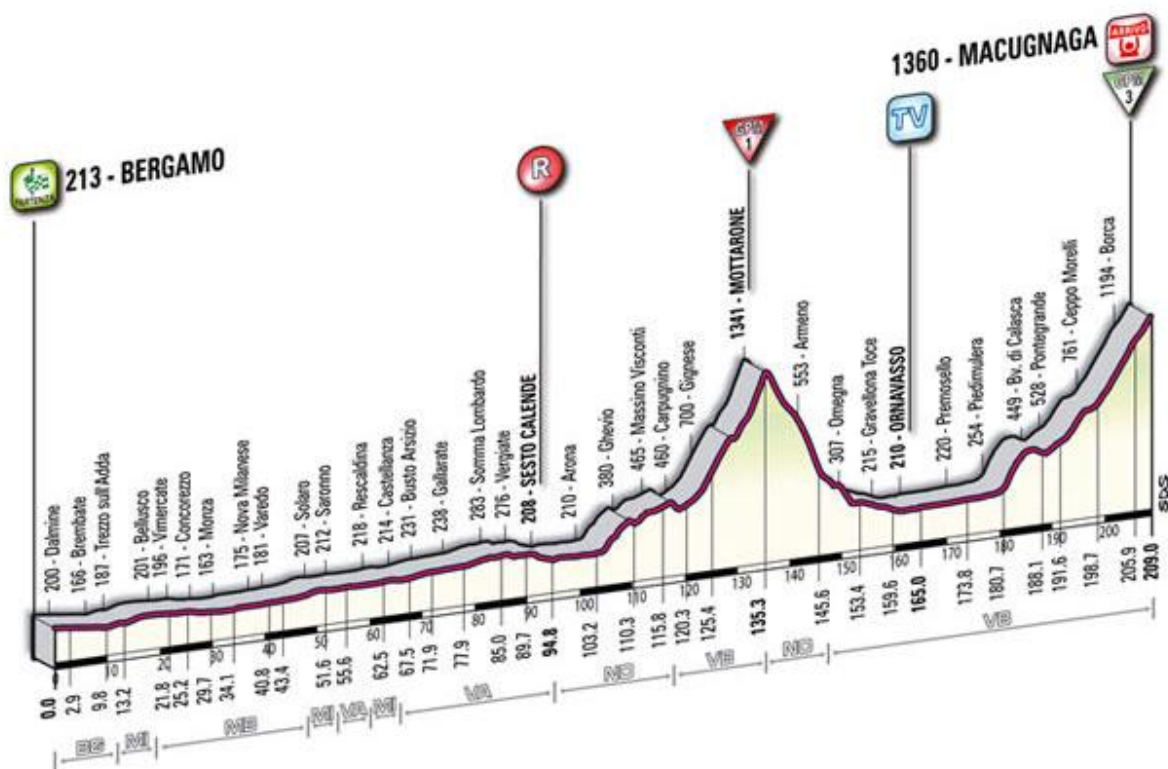 1360 - MACUGNAGA
ARRIVO
GPM
3
TV
GPM
1
R
PARTENZA
213 - BERGAMO
200 - Dalmine
166 - Brembate
187 - Trezzo sull'Adda
201 - Bellusco
196 - Vimercate
171 - Concorezzo
163 - Monza
175 - Nova Milanese
181 - Varedo
207 - Solaro
212 - Saronno
218 - Rescaldina
214 - Castellanza
231 - Busto Arsizio
238 - Gallarate
283 - Somma Lombardo
276 - Vergiate
208 - SESTO CALENDE
210 - Arona
380 - Ghevio
465 - Massino Visconti
460 - Carpugnino
700 - Gignese
1341 - MOTTARONE
553 - Armeno
307 - Omegna
215 - Gravellona Toce
210 - ORNAVASSO
220 - Premosello
254 - Piedimulera
449 - Bv. di Calasca
528 - Pontegrande
761 - Ceppo Morelli
1194 - Borca
SDS
0 10 20 30 40 50 60 70 80 90 100 110 120 130 140 150 160 170 180 190 200
0.0 2.9 9.8 13.2 21.8 25.2 29.7 34.1 40.8 43.4 51.6 55.6 62.5 67.5 71.9 77.9 85.0 89.7 94.8 103.2 110.3 115.8 120.3 125.4 135.3 145.6 153.4 159.6 165.0 173.8 180.7 188.1 191.6 198.7 205.9 209.0
BG MI MB MI VA MI VA NO VB NO VB